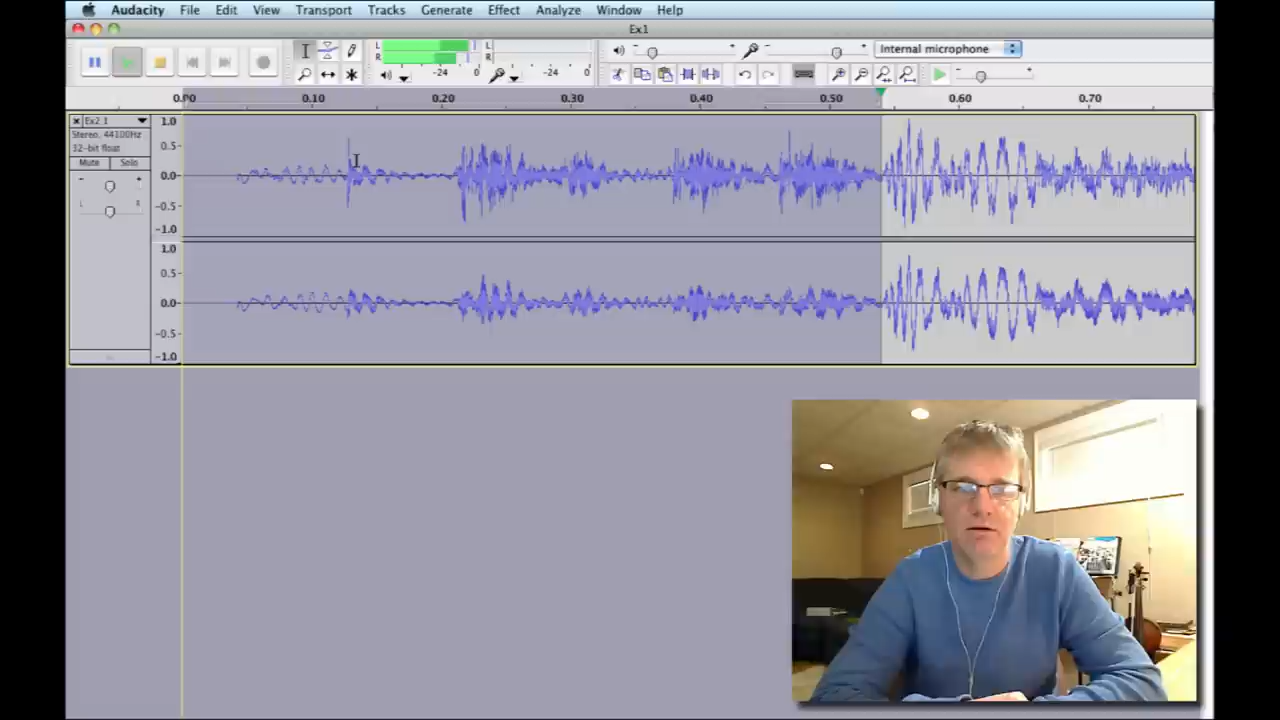 Audacity File Edit View Transport Tracks Generate Effect Analyze Window Help
Ex1
L R -24 0 L R -24 0 Internal microphone
0.00 0.10 0.20 0.30 0.40 0.50 0.60 0.70
Ex2 1
Stereo, 44100Hz
32-bit float
Mute Solo
- +
L R
1.0
0.5
0.0
-0.5
-1.0
1.0
0.5
0.0
-0.5
-1.0